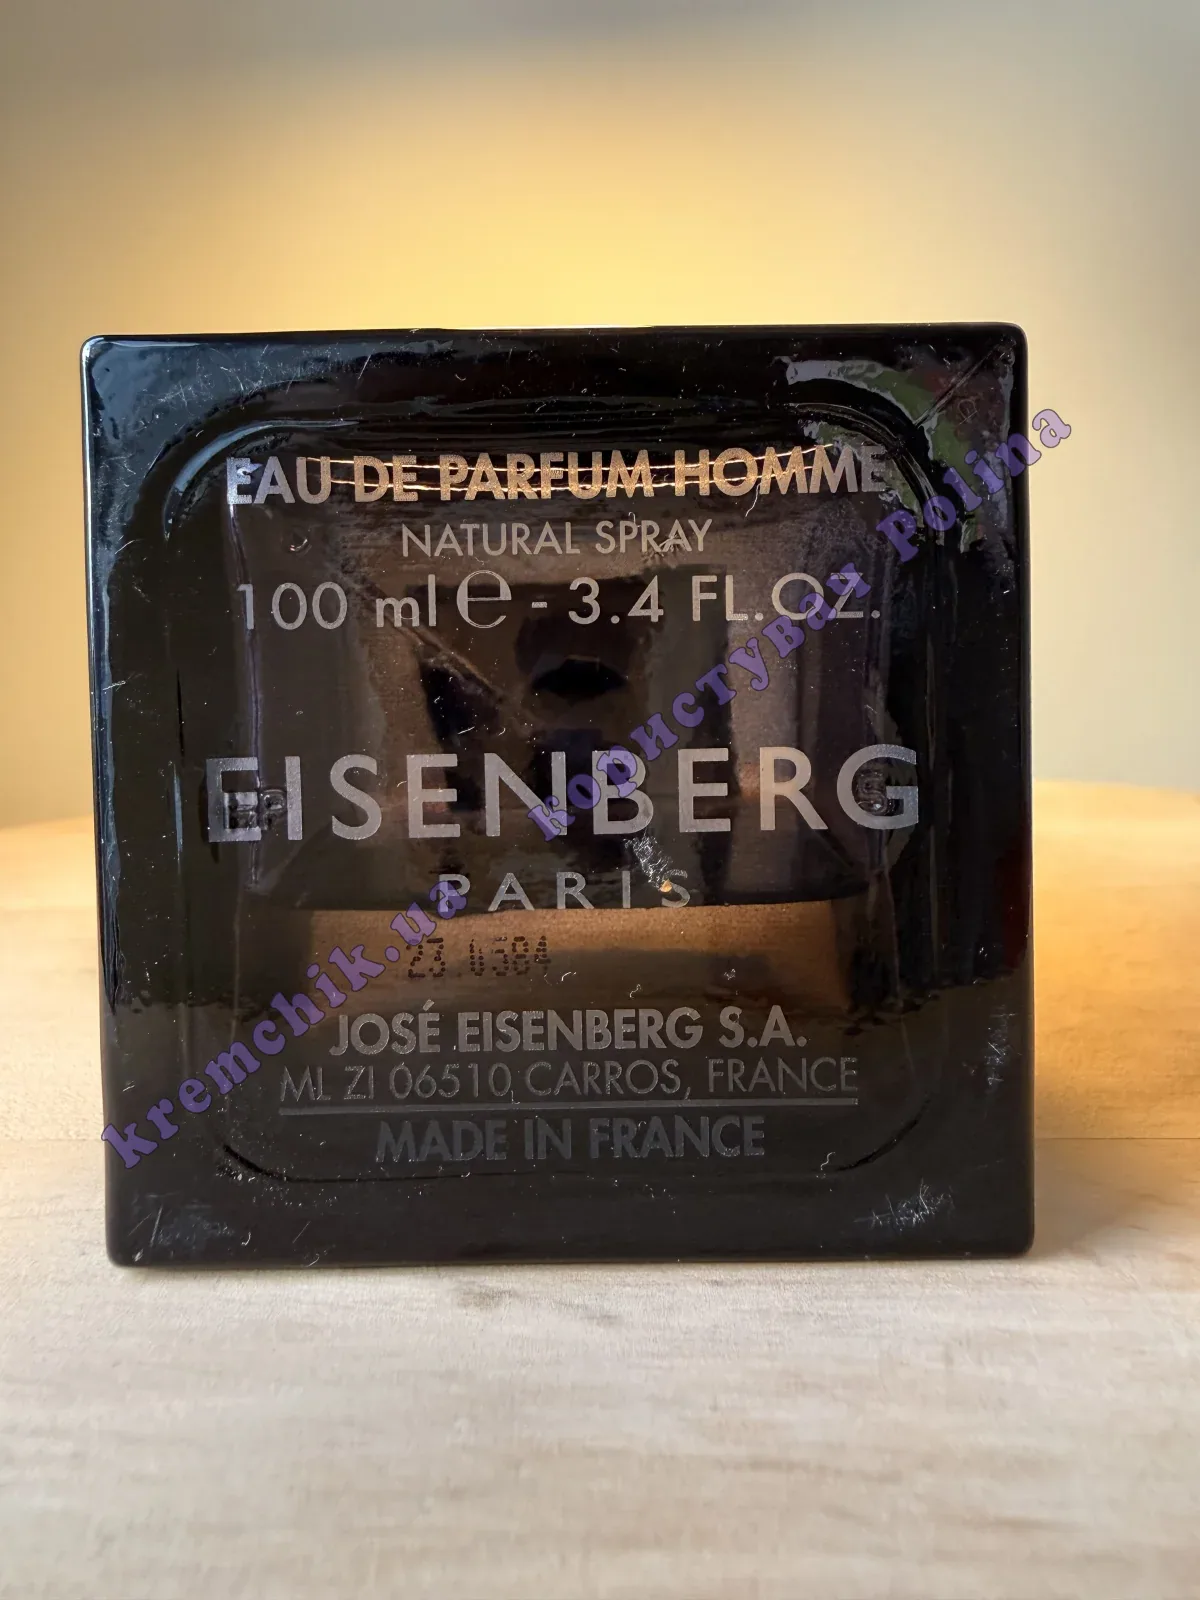 EAU DE PARFUM HOMME
NATURAL SPRAY
100 ml e - 3.4 FL.OZ.
EISENBERG
PARIS
23.0584
JOSÉ EISENBERG S.A.
ML ZI 06510 CARROS, FRANCE
MADE IN FRANCE
kremchik.ua користувач Polina